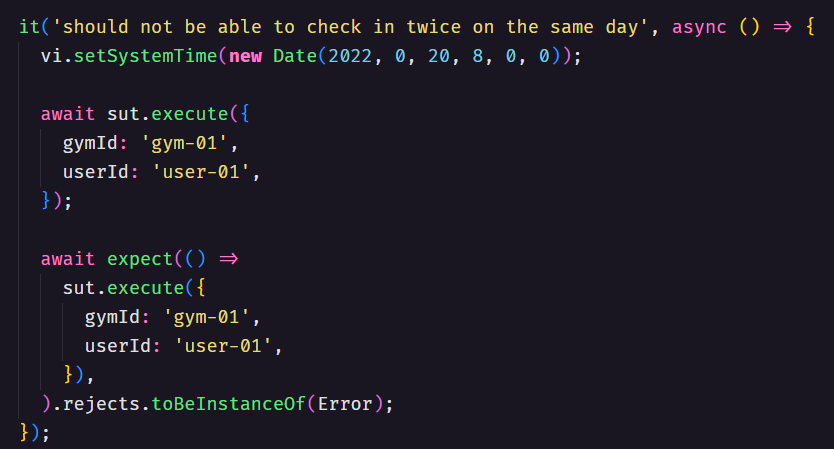 it('should not be able to check in twice on the same day', async () => {
  vi.setSystemTime(new Date(2022, 0, 20, 8, 0, 0));

  await sut.execute({
    gymId: 'gym-01',
    userId: 'user-01',
  });

  await expect(() =>
    sut.execute({
      gymId: 'gym-01',
      userId: 'user-01',
    }),
  ).rejects.toBeInstanceOf(Error);
});